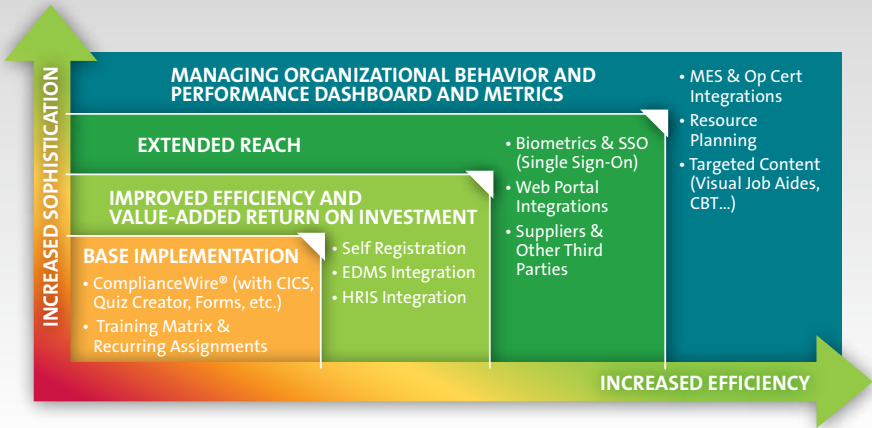 INCREASED SOPHISTICATION
MANAGING ORGANIZATIONAL BEHAVIOR AND
PERFORMANCE DASHBOARD AND METRICS
• MES & Op Cert
Integrations
• Resource
Planning
• Targeted Content
(Visual Job Aides,
CBT...)
EXTENDED REACH
• Biometrics & SSO
(Single Sign-On)
• Web Portal
Integrations
• Suppliers &
Other Third
Parties
IMPROVED EFFICIENCY AND
VALUE-ADDED RETURN ON INVESTMENT
• Self Registration
• EDMS Integration
• HRIS Integration
BASE IMPLEMENTATION
• ComplianceWire® (with CICS,
Quiz Creator, Forms, etc.)
• Training Matrix &
Recurring Assignments
INCREASED EFFICIENCY